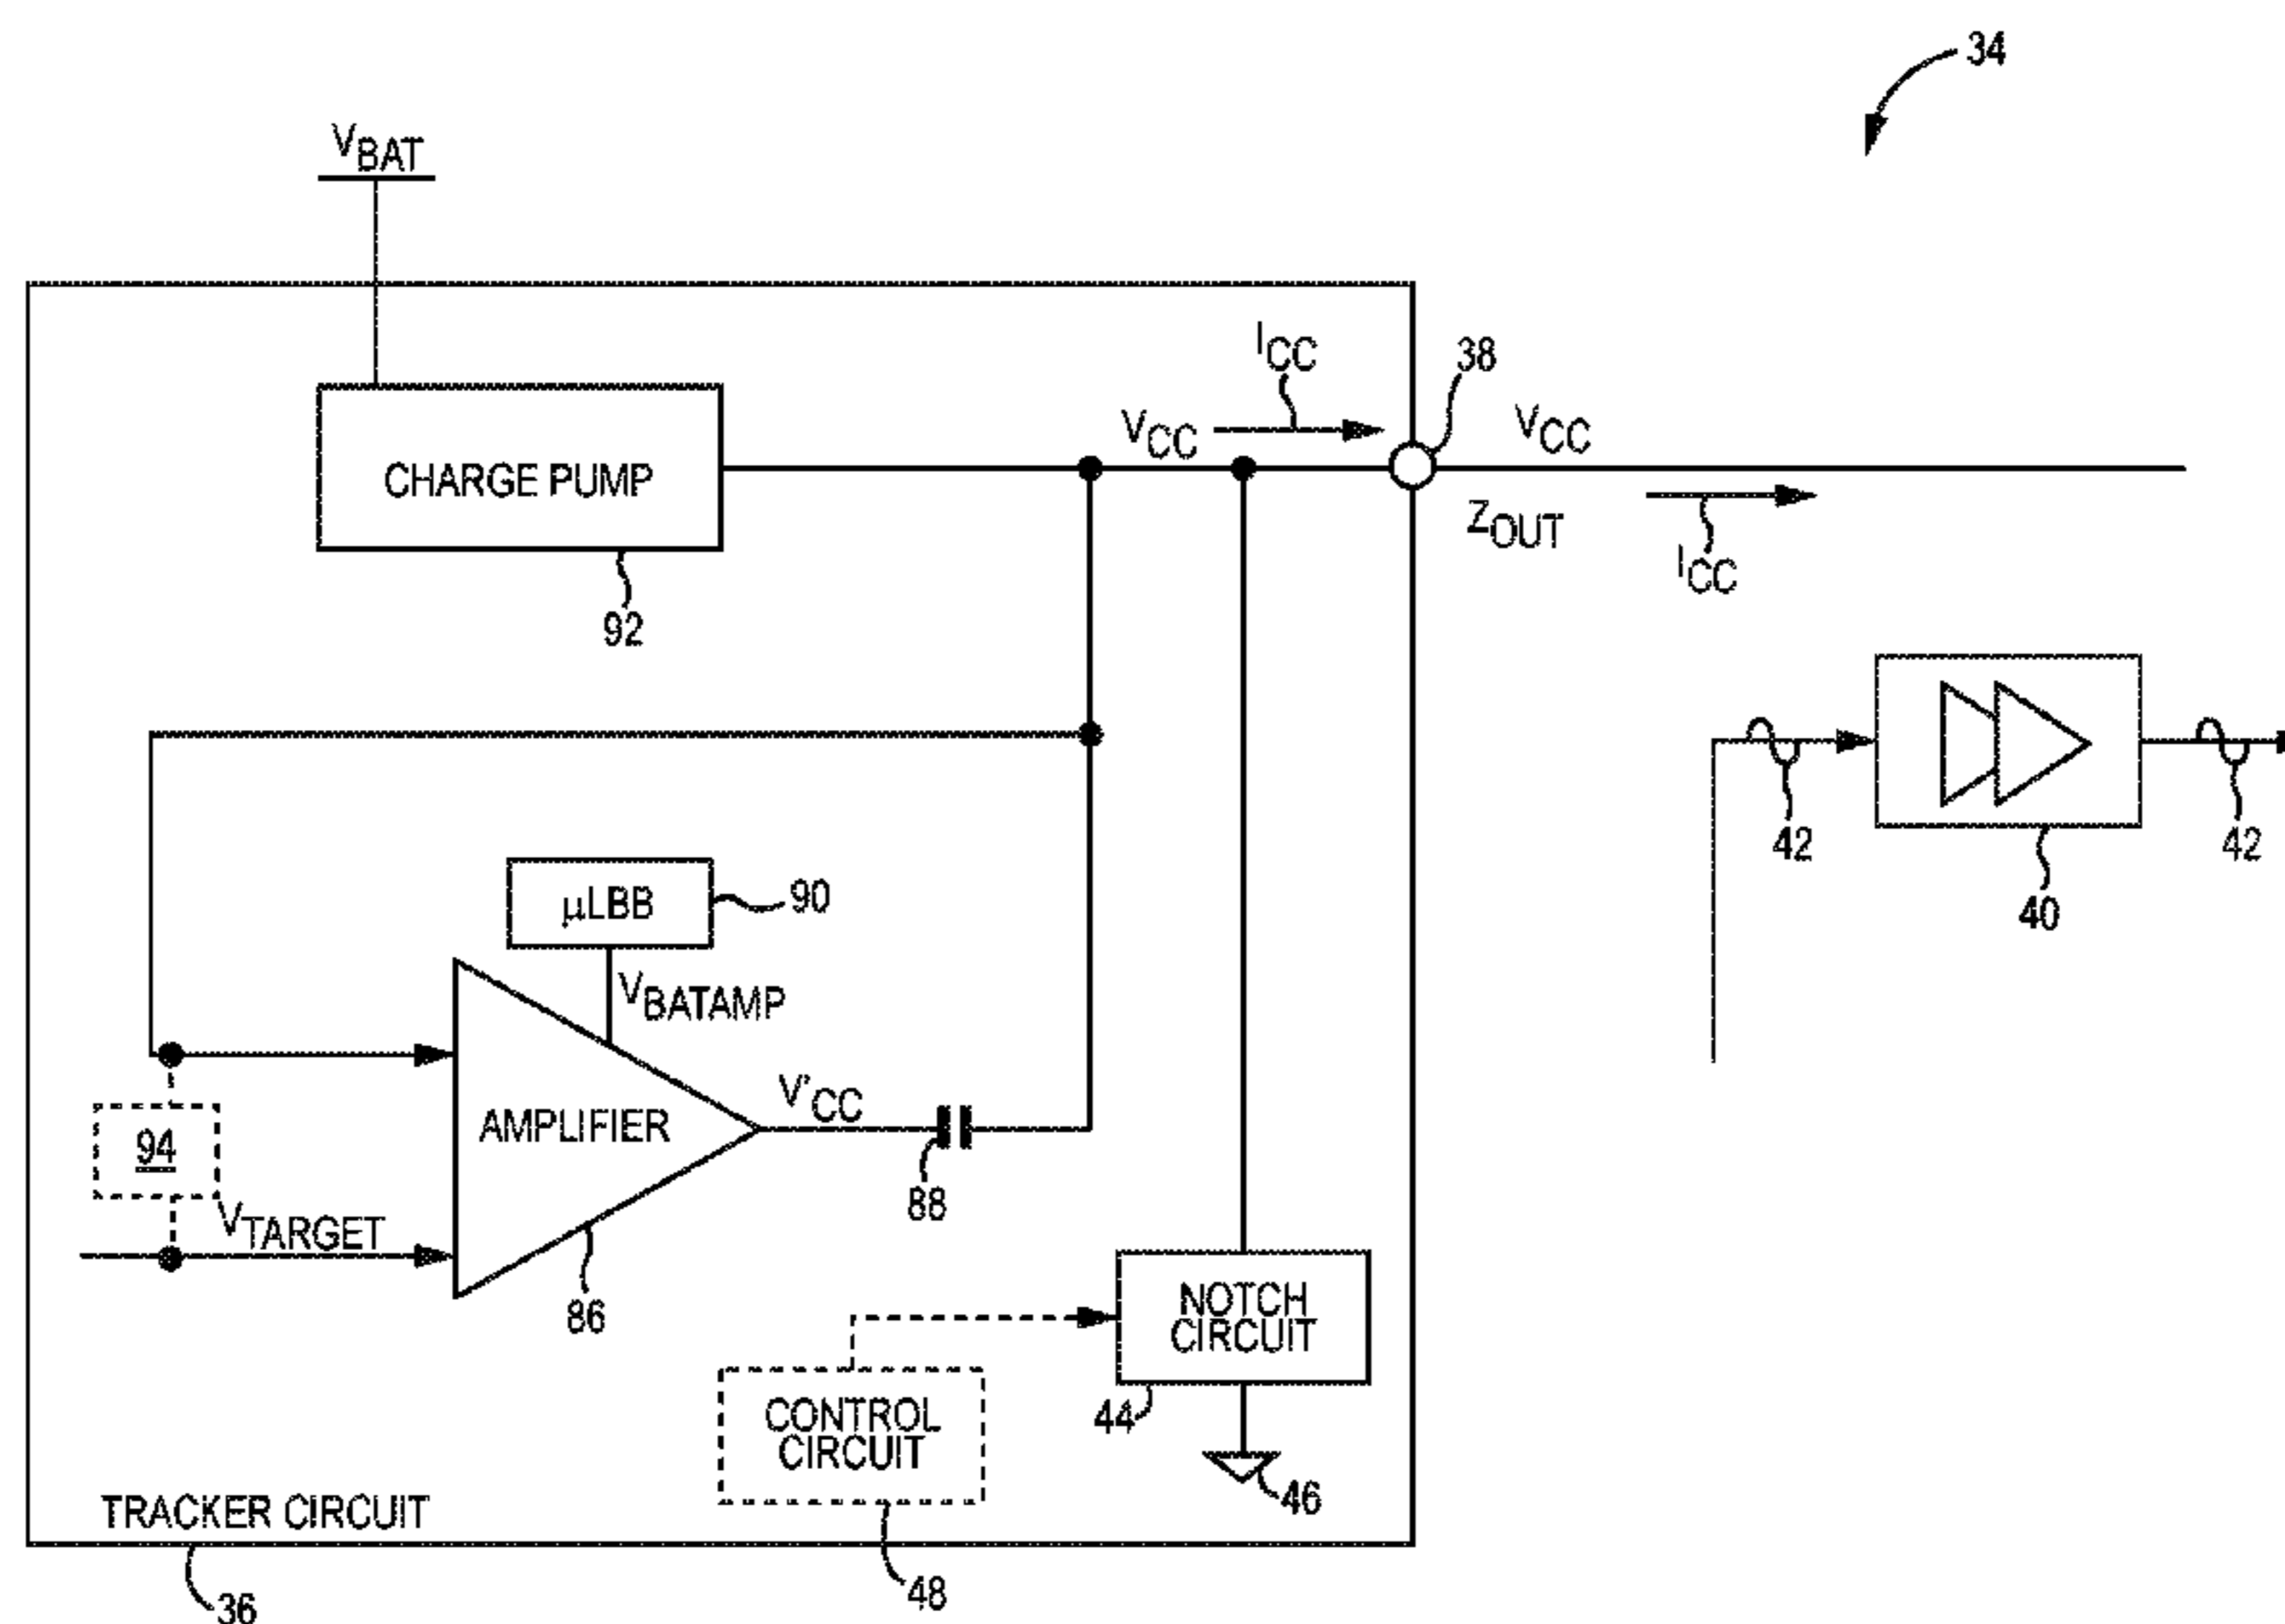 34
VBAT
ICC
38
VCC
VCC
CHARGE PUMP
ZOUT
ICC
92
42
42
40
µLBB
90
VBATAMP
V'CC
AMPLIFIER
94
88
VTARGET
86
NOTCH
CIRCUIT
CONTROL
CIRCUIT
44
46
TRACKER CIRCUIT
48
36